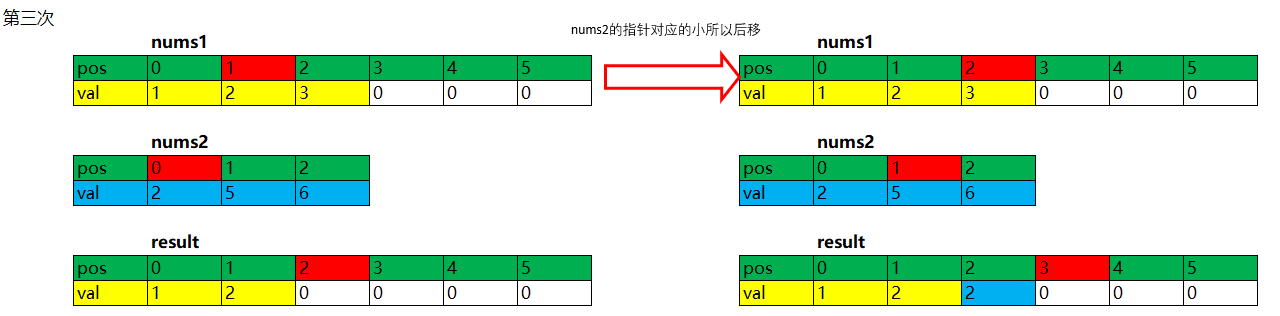 第三次
nums2的指针对应的小所以后移
nums1 nums1
pos 0 1 2 3 4 5 pos 0 1 2 3 4 5
val 1 2 3 0 0 0 val 1 2 3 0 0 0
nums2 nums2
pos 0 1 2 pos 0 1 2
val 2 5 6 val 2 5 6
result result
pos 0 1 2 3 4 5 pos 0 1 2 3 4 5
val 1 2 0 0 0 0 val 1 2 2 0 0 0